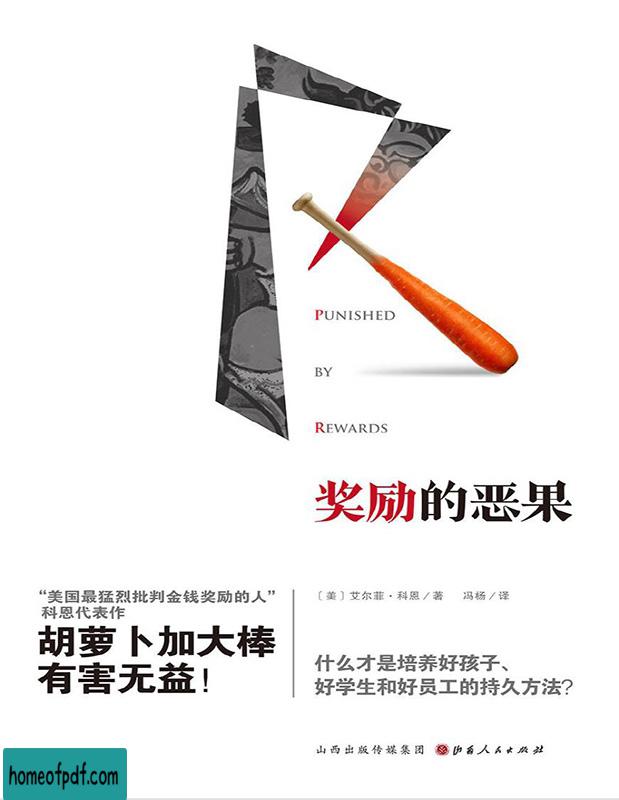 PUNISHED
BY
REWARDS
奖励的恶果
“美国最猛烈批判金钱奖励的人”
科恩代表作
胡萝卜加大棒
有害无益!
[美] 艾尔菲·科恩/著 冯杨/译
什么才是培养好孩子、
好学生和好员工的持久方法?
山西出版传媒集团 山西人民出版社
homeofpdf.com